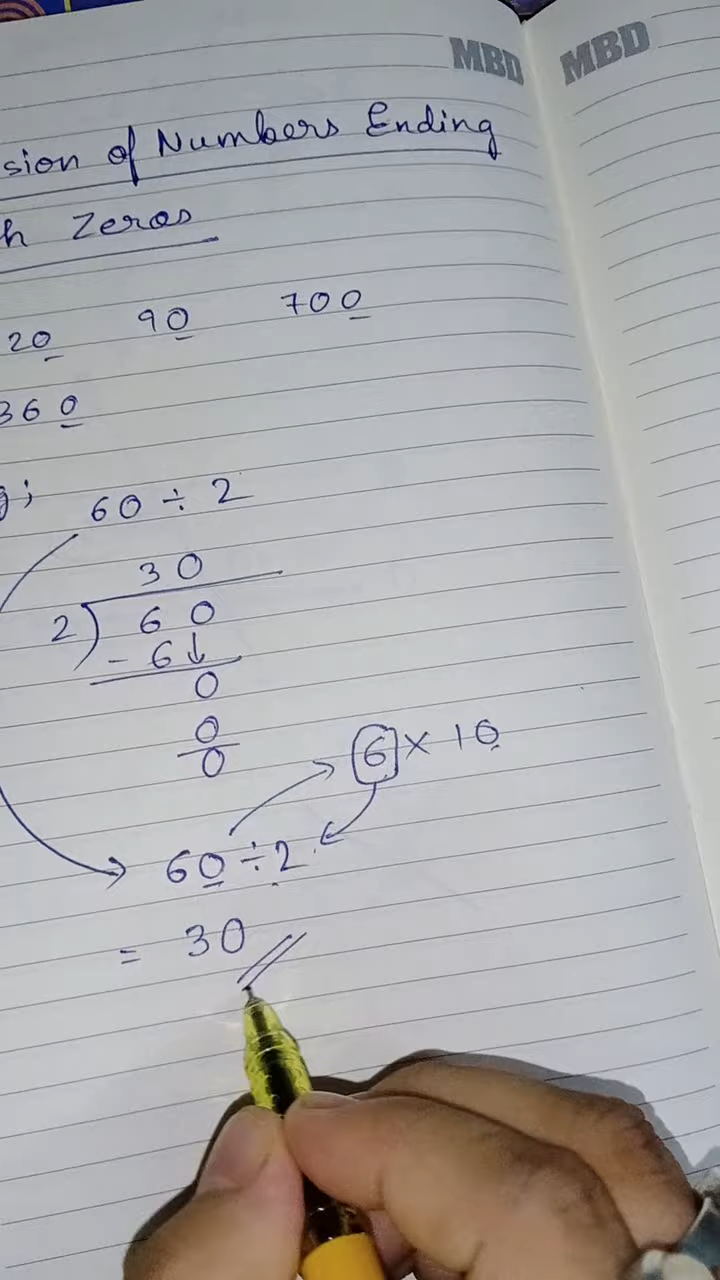 MBD MBD
sion of Numbers Ending
h Zeros
20 90 700
360
g; 60 ÷ 2
30
2) 60
- 6↓
0
0
0
6 × 10
60 ÷ 2
= 30